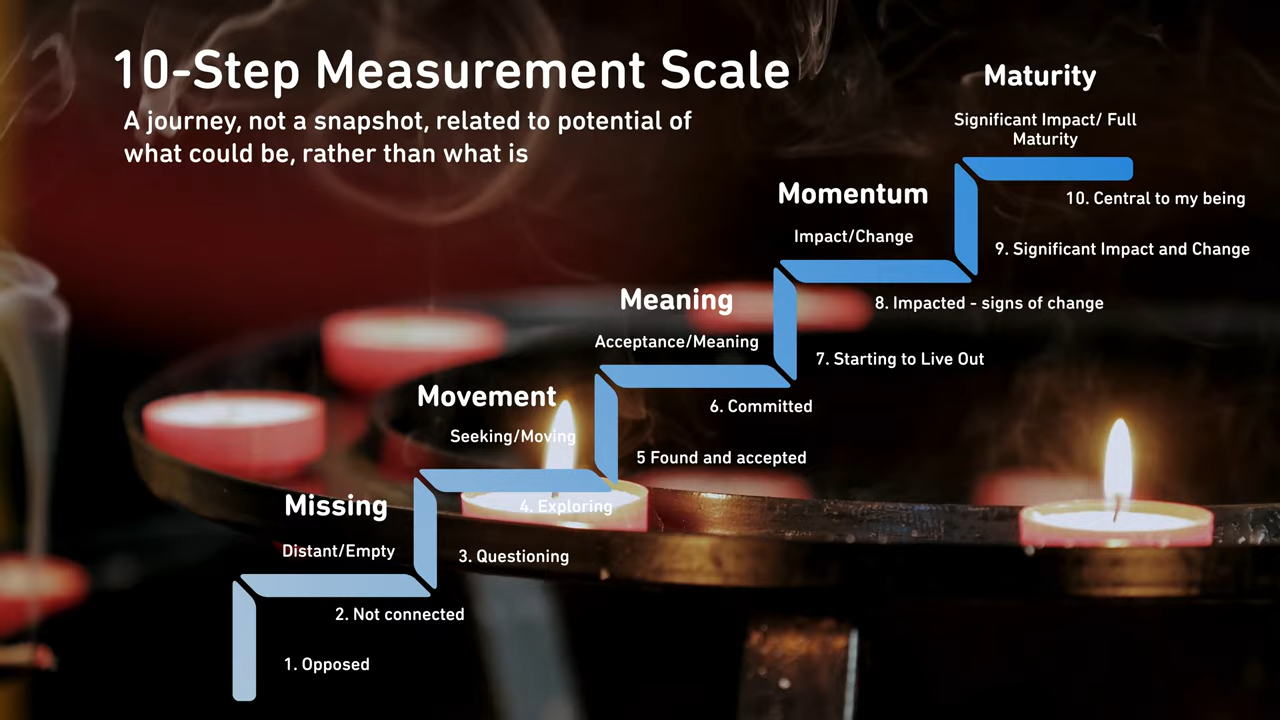 10-Step Measurement Scale
A journey, not a snapshot, related to potential of
what could be, rather than what is
Maturity
Significant Impact/ Full
Maturity
10. Central to my being
Momentum
Impact/Change
9. Significant Impact and Change
8. Impacted - signs of change
Meaning
Acceptance/Meaning
7. Starting to Live Out
6. Committed
Movement
Seeking/Moving
5 Found and accepted
4. Exploring
Missing
Distant/Empty
3. Questioning
2. Not connected
1. Opposed